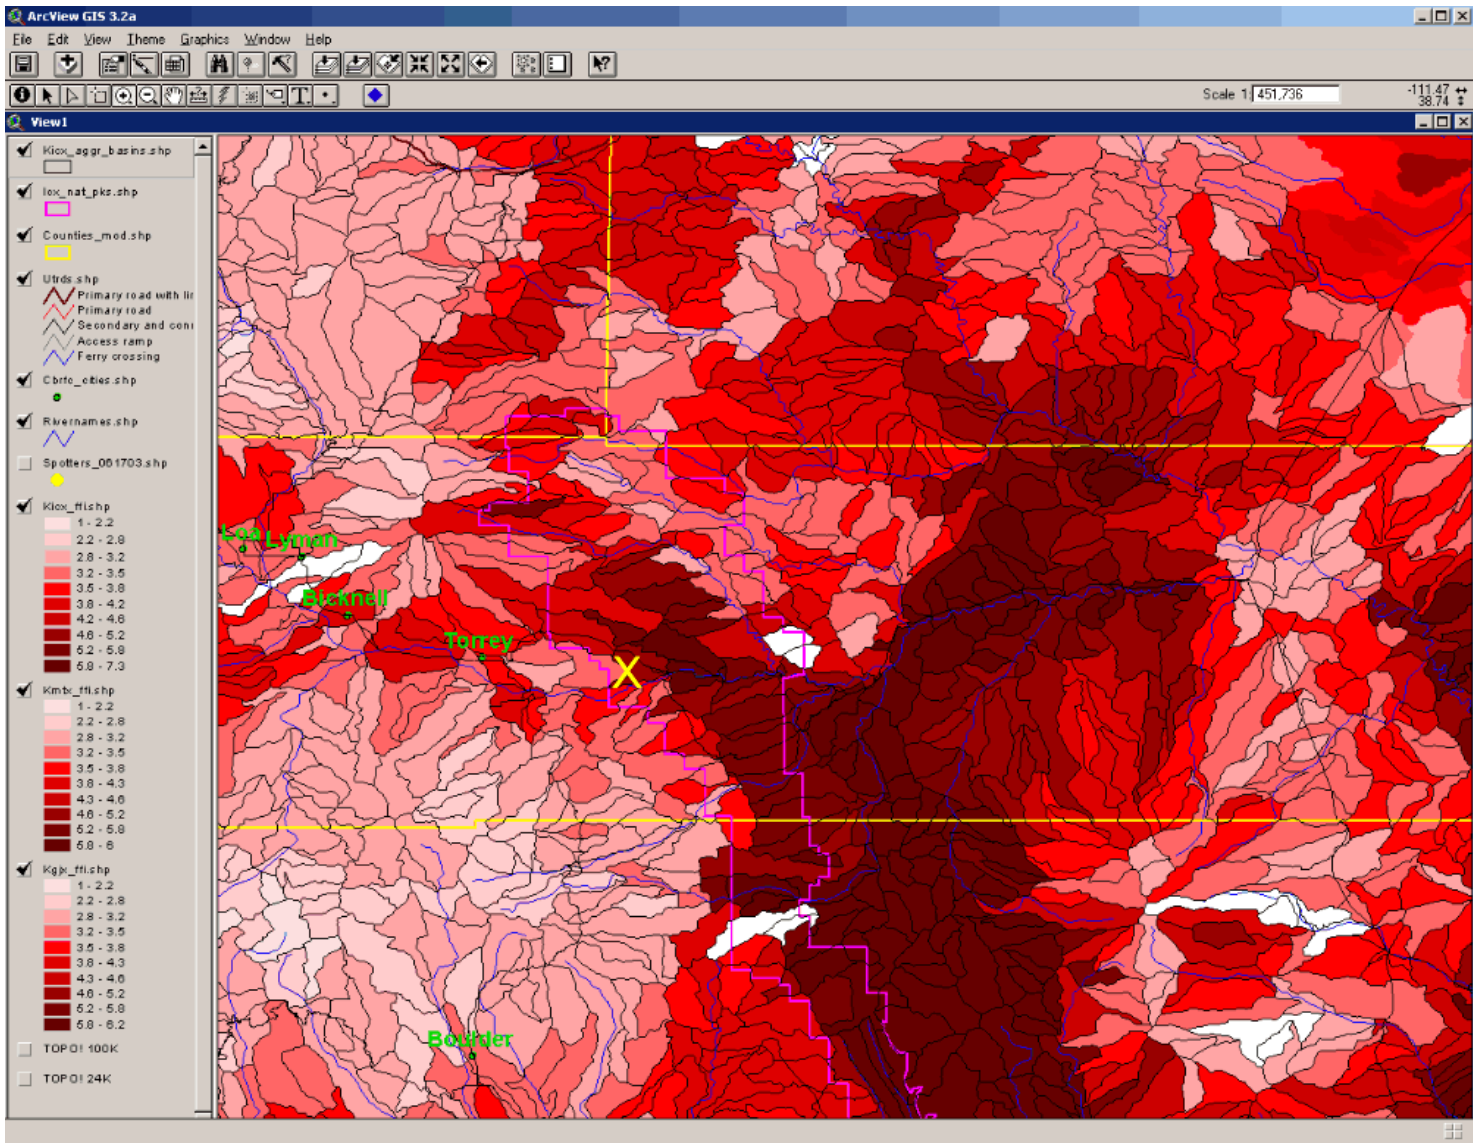 ArcView GIS 3.2a
File Edit View Theme Graphics Window Help
Scale 1: 451,736
-111.47
38.74
View1
Kicx_aggr_basins.shp
Counties_mod.shp
Utrds.shp
Primary road with lir
Primary road
Secondary and conn
Access ramp
Ferry crossing
Cbrfc_cities.shp
Rivernames.shp
Spotters_061703.shp
Kicx_ffi.shp
1 - 2.2
2.2 - 2.8
2.8 - 3.2
3.2 - 3.5
3.5 - 3.8
3.8 - 4.2
4.2 - 4.6
4.6 - 5.2
5.2 - 5.8
5.8 - 7.3
Kmtx_ffi.shp
1 - 2.2
2.2 - 2.8
2.8 - 3.2
3.2 - 3.5
3.5 - 3.8
3.8 - 4.3
4.3 - 4.6
4.6 - 5.2
5.2 - 5.8
5.8 - 6
Kgjx_ffi.shp
1 - 2.2
2.2 - 2.8
2.8 - 3.2
3.2 - 3.5
3.5 - 3.8
3.8 - 4.3
4.3 - 4.6
4.6 - 5.2
5.2 - 5.8
5.8 - 6.2
TOPO! 100K
TOPO! 24K
Loa Lyman
Bicknell
Torrey
X
Boulder